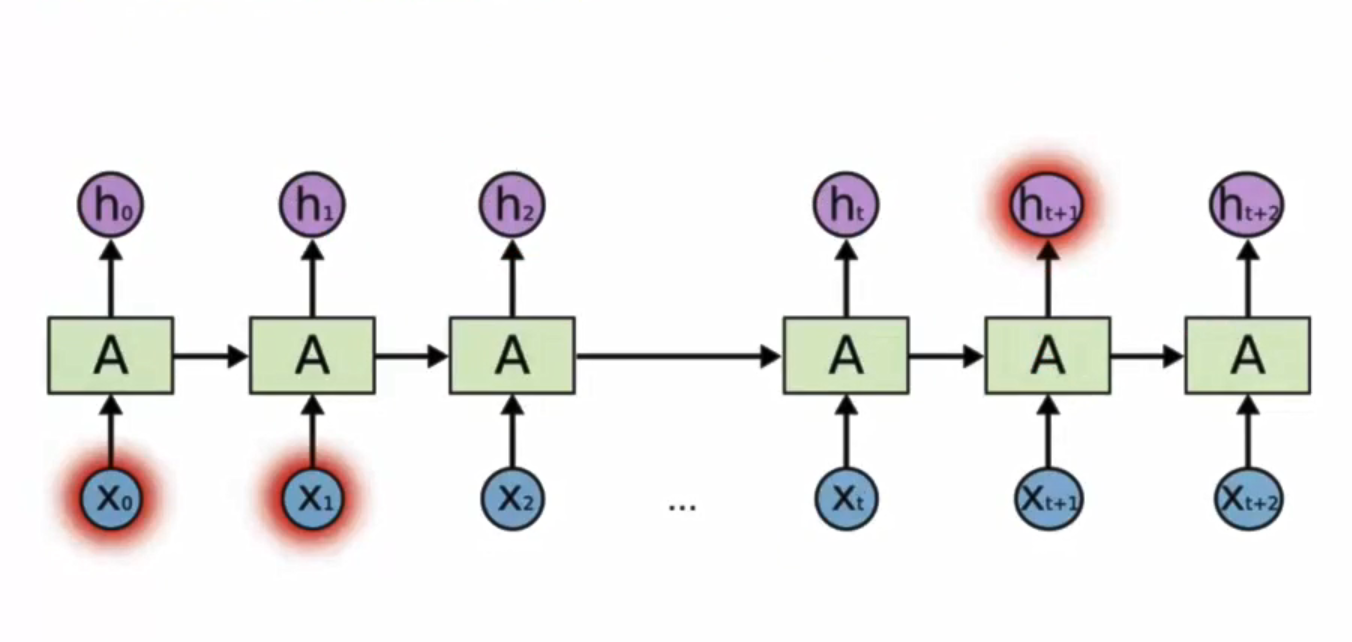 h₀ h₁ h₂ hₜ hₜ₊₁ hₜ₊₂
A A A A A A
x₀ x₁ x₂ ... xₜ xₜ₊₁ xₜ₊₂